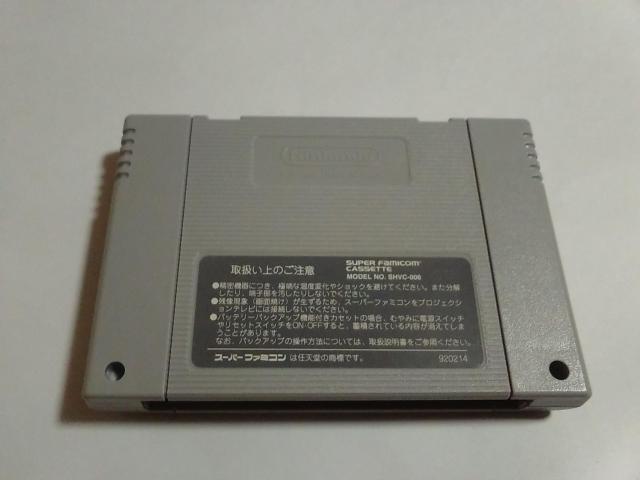 Nintendo
取扱い上のご注意
SUPER FAMICOM
CASSETTE
MODEL NO. SHVC-006
●精密機器につき、極端な温度変化やショックを避けてください。また分解
したり、端子部を汚したりしないでください。
●残像現象（画面焼け）が生ずるため、スーパーファミコンをプロジェクシ
ョンテレビには接続しないでください。
●バッテリーバックアップ機能付きカセットの場合、むやみに電源スイッチ
やリセットスイッチをON・OFFすると、蓄積されている内容が消えてしま
うことがあります。
なお、バックアップの操作方法については、取扱説明書をご参照ください。
スーパーファミコンは任天堂の商標です。
920214